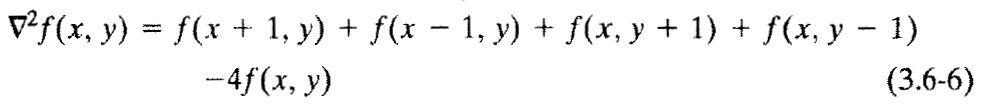 ∇²f(x, y) = f(x + 1, y) + f(x − 1, y) + f(x, y + 1) + f(x, y − 1)
−4f(x, y) (3.6-6)